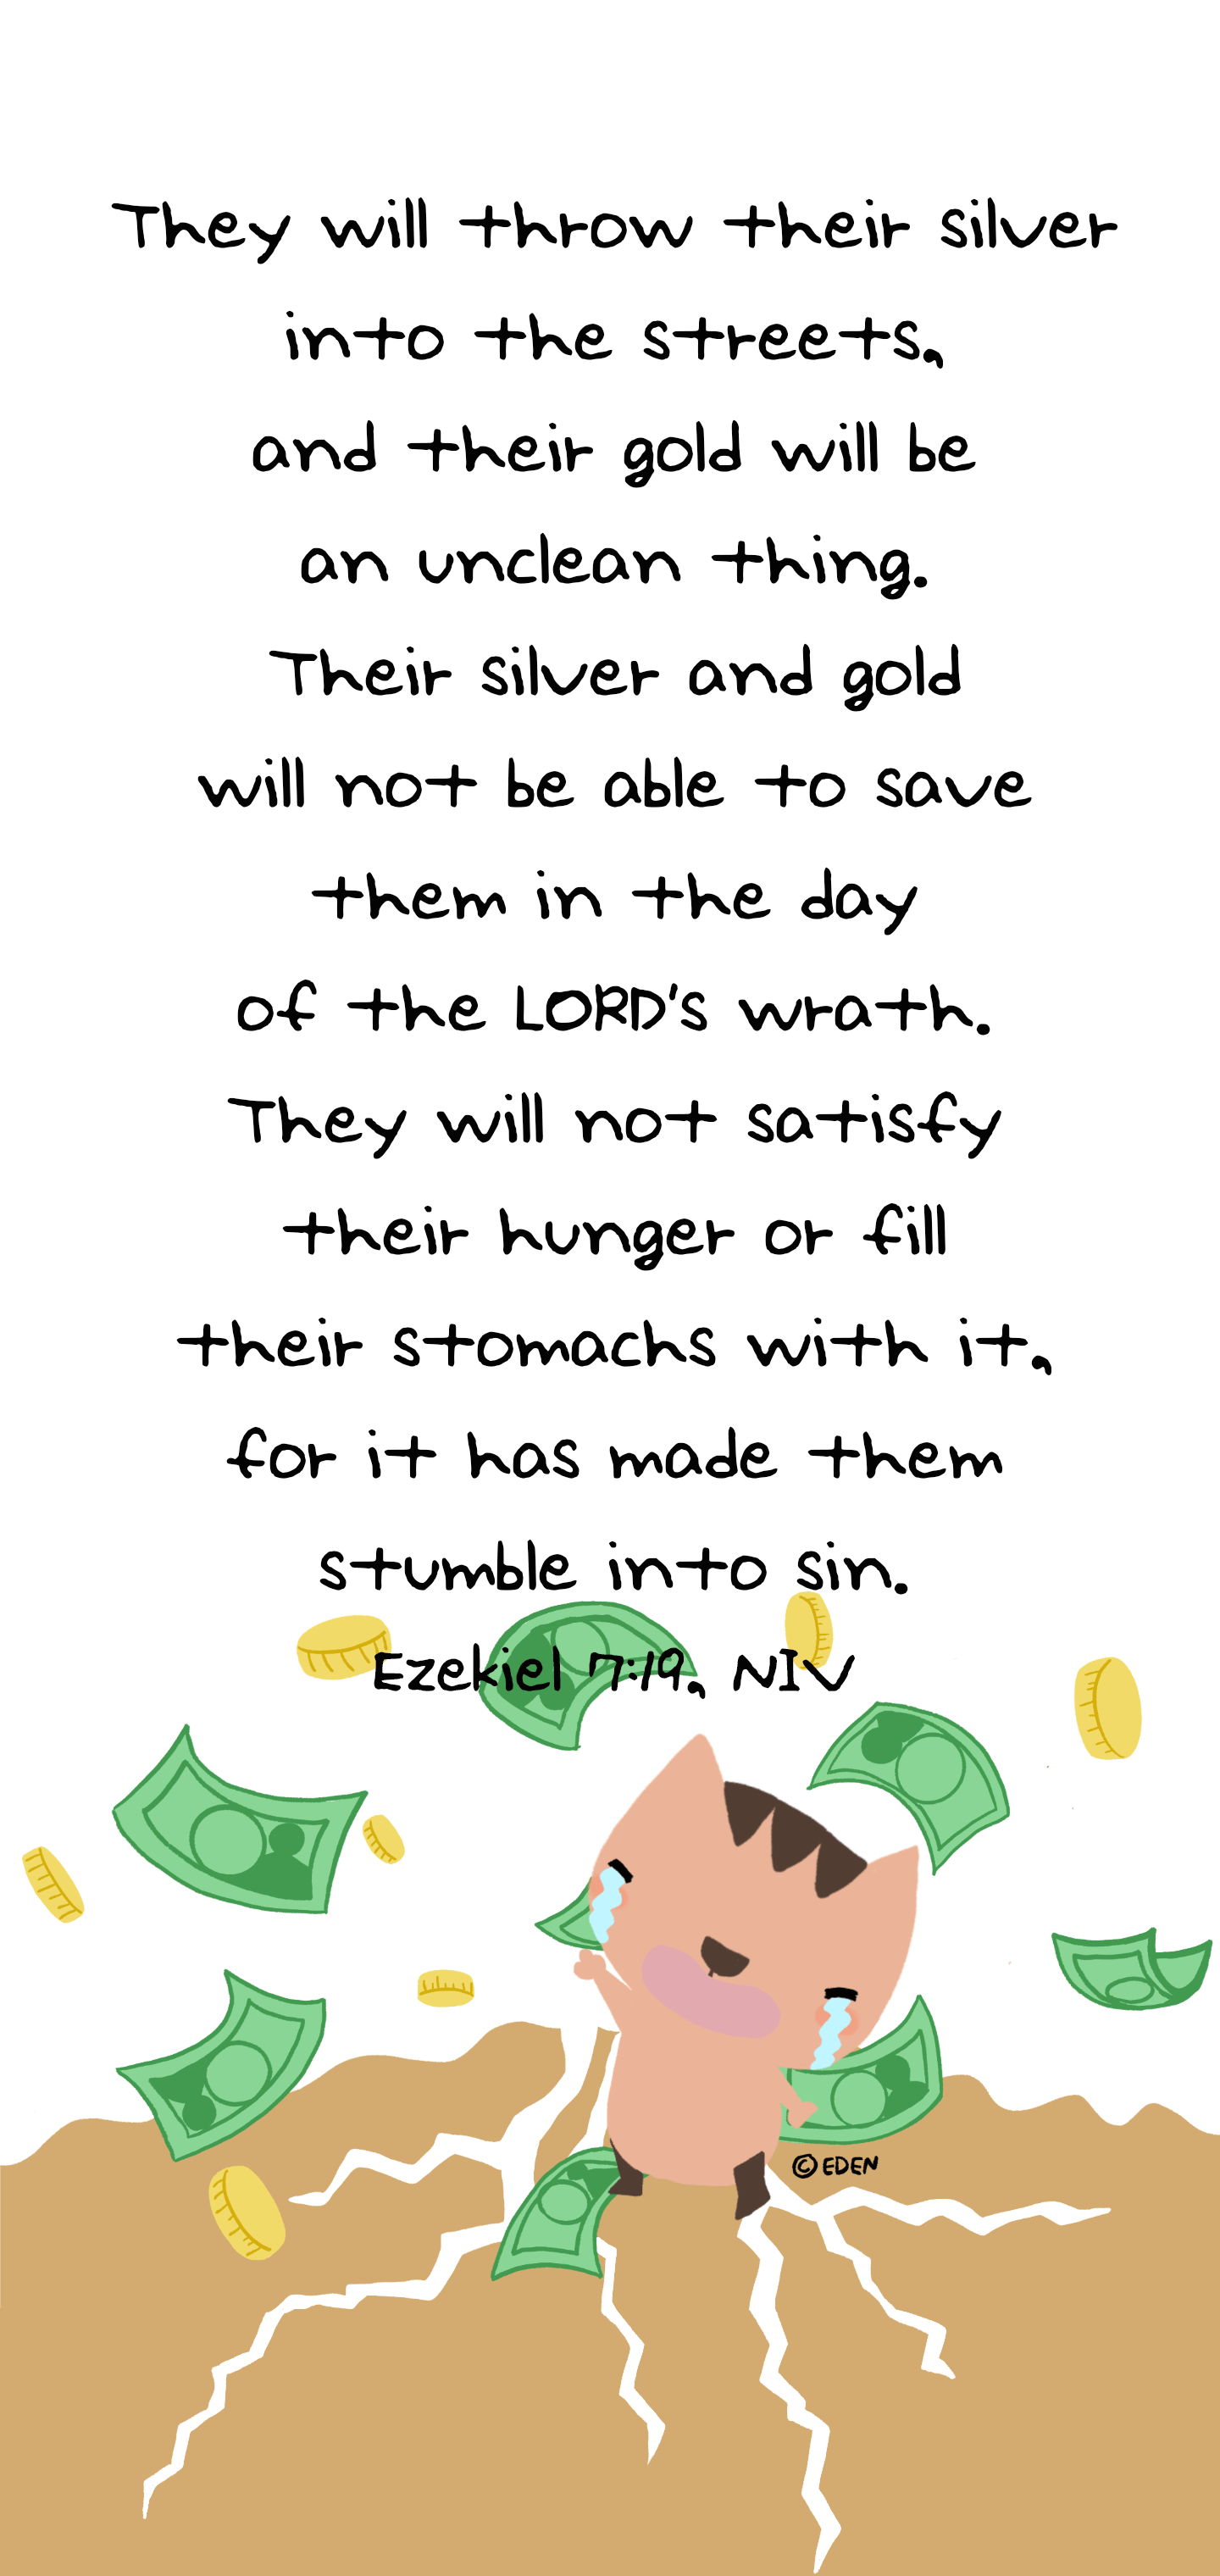 They will throw their silver
into the streets,
and their gold will be
an unclean thing.
Their silver and gold
will not be able to save
them in the day
of the LORD's wrath.
They will not satisfy
their hunger or fill
their stomachs with it,
for it has made them
stumble into sin.
Ezekiel 7:19, NIV
© EDEN